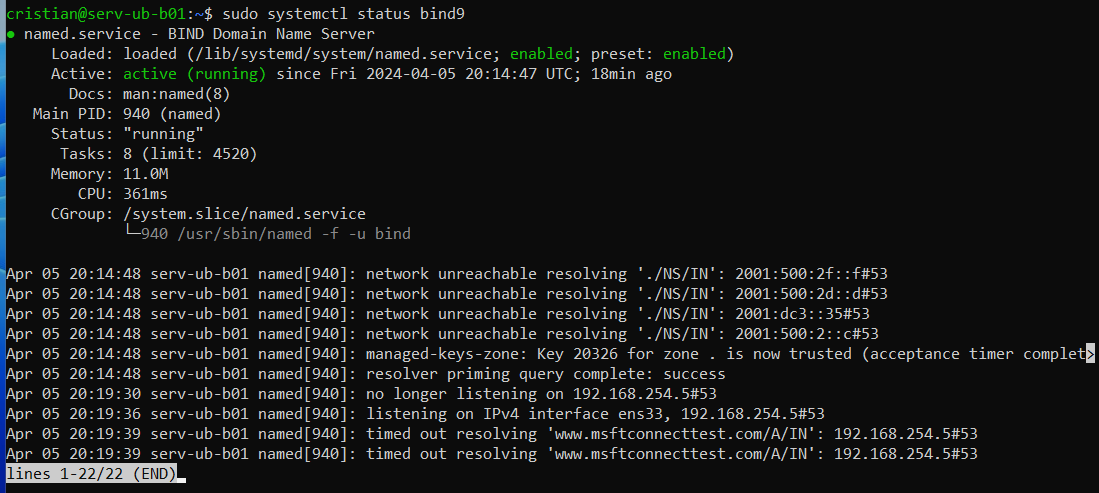 cristian@serv-ub-b01:~$ sudo systemctl status bind9
● named.service - BIND Domain Name Server
     Loaded: loaded (/lib/systemd/system/named.service; enabled; preset: enabled)
     Active: active (running) since Fri 2024-04-05 20:14:47 UTC; 18min ago
       Docs: man:named(8)
   Main PID: 940 (named)
     Status: "running"
      Tasks: 8 (limit: 4520)
     Memory: 11.0M
        CPU: 361ms
     CGroup: /system.slice/named.service
             └─940 /usr/sbin/named -f -u bind
Apr 05 20:14:48 serv-ub-b01 named[940]: network unreachable resolving './NS/IN': 2001:500:2f::f#53
Apr 05 20:14:48 serv-ub-b01 named[940]: network unreachable resolving './NS/IN': 2001:500:2d::d#53
Apr 05 20:14:48 serv-ub-b01 named[940]: network unreachable resolving './NS/IN': 2001:dc3::35#53
Apr 05 20:14:48 serv-ub-b01 named[940]: network unreachable resolving './NS/IN': 2001:500:2::c#53
Apr 05 20:14:48 serv-ub-b01 named[940]: managed-keys-zone: Key 20326 for zone . is now trusted (acceptance timer complet>
Apr 05 20:14:48 serv-ub-b01 named[940]: resolver priming query complete: success
Apr 05 20:19:30 serv-ub-b01 named[940]: no longer listening on 192.168.254.5#53
Apr 05 20:19:36 serv-ub-b01 named[940]: listening on IPv4 interface ens33, 192.168.254.5#53
Apr 05 20:19:39 serv-ub-b01 named[940]: timed out resolving 'www.msftconnecttest.com/A/IN': 192.168.254.5#53
Apr 05 20:19:39 serv-ub-b01 named[940]: timed out resolving 'www.msftconnecttest.com/A/IN': 192.168.254.5#53
lines 1-22/22 (END)